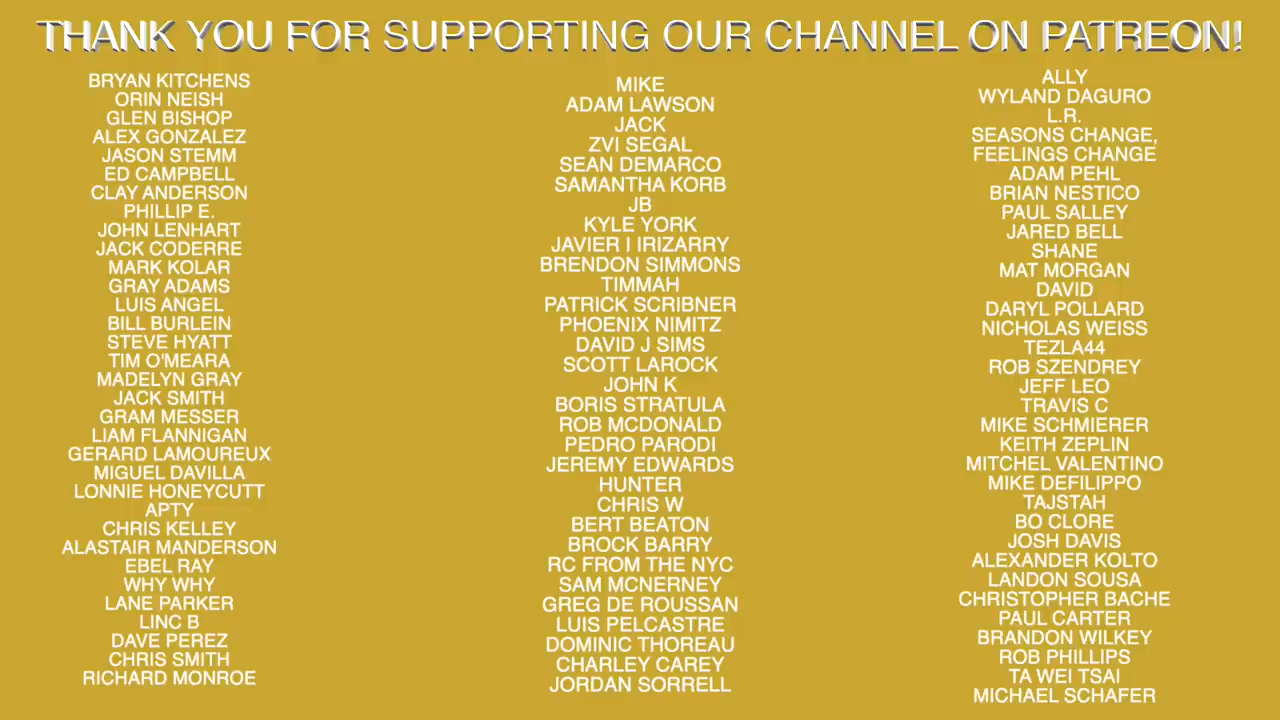 THANK YOU FOR SUPPORTING OUR CHANNEL ON PATREON!
BRYAN KITCHENS
ORIN NEISH
GLEN BISHOP
ALEX GONZALEZ
JASON STEMM
ED CAMPBELL
CLAY ANDERSON
PHILLIP E.
JOHN LENHART
JACK CODERRE
MARK KOLAR
GRAY ADAMS
LUIS ANGEL
BILL BURLEIN
STEVE HYATT
TIM O'MEARA
MADELYN GRAY
JACK SMITH
GRAM MESSER
LIAM FLANNIGAN
GERARD LAMOUREUX
MIGUEL DAVILLA
LONNIE HONEYCUTT
APTY
CHRIS KELLEY
ALASTAIR MANDERSON
EBEL RAY
WHY WHY
LANE PARKER
LINC B
DAVE PEREZ
CHRIS SMITH
RICHARD MONROE
MIKE
ADAM LAWSON
JACK
ZVI SEGAL
SEAN DEMARCO
SAMANTHA KORB
JB
KYLE YORK
JAVIER I IRIZARRY
BRENDON SIMMONS
TIMMAH
PATRICK SCRIBNER
PHOENIX NIMITZ
DAVID J SIMS
SCOTT LAROCK
JOHN K
BORIS STRATULA
ROB MCDONALD
PEDRO PARODI
JEREMY EDWARDS
HUNTER
CHRIS W
BERT BEATON
BROCK BARRY
RC FROM THE NYC
SAM MCNERNEY
GREG DE ROUSSAN
LUIS PELCASTRE
DOMINIC THOREAU
CHARLEY CAREY
JORDAN SORRELL
ALLY
WYLAND DAGURO
L.R.
SEASONS CHANGE,
FEELINGS CHANGE
ADAM PEHL
BRIAN NESTICO
PAUL SALLEY
JARED BELL
SHANE
MAT MORGAN
DAVID
DARYL POLLARD
NICHOLAS WEISS
TEZLA44
ROB SZENDREY
JEFF LEO
TRAVIS C
MIKE SCHMIERER
KEITH ZEPLIN
MITCHEL VALENTINO
MIKE DEFILIPPO
TAJSTAH
BO CLORE
JOSH DAVIS
ALEXANDER KOLTO
LANDON SOUSA
CHRISTOPHER BACHE
PAUL CARTER
BRANDON WILKEY
ROB PHILLIPS
TA WEI TSAI
MICHAEL SCHAFER